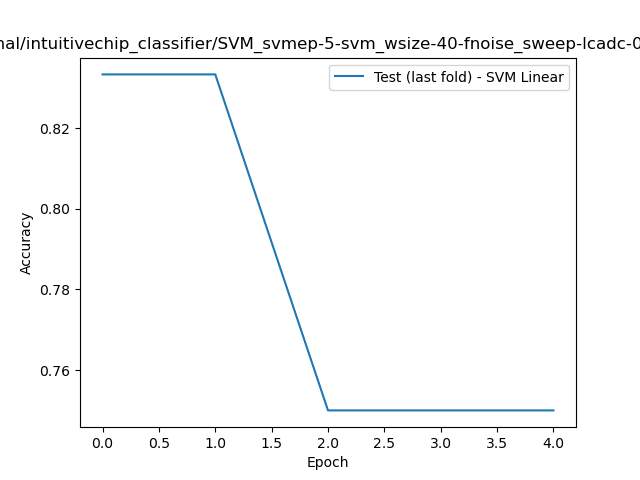 nal/intuitivechip_classifier/SVM_svmep-5-svm_wsize-40-fnoise_sweep-lcadc-0
Test (last fold) - SVM Linear
Accuracy
0.82
0.80
0.78
0.76
0.0 0.5 1.0 1.5 2.0 2.5 3.0 3.5 4.0
Epoch